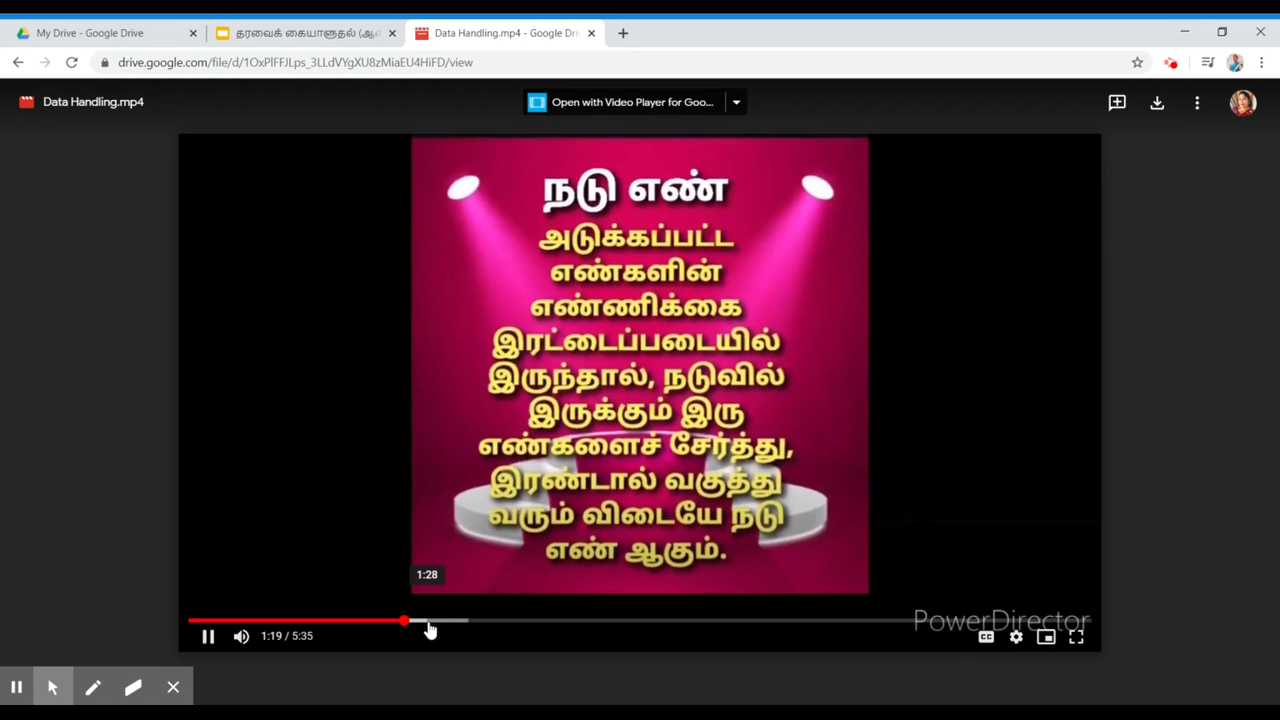 My Drive - Google Drive
தரவைக் கையாளுதல் (ஆ
Data Handling.mp4 - Google Dri
drive.google.com/file/d/1OxPlFFJLps_3LLdVYgXU8zMiaEU4HiFD/view
Data Handling.mp4
Open with Video Player for Goo...
நடு எண்
அடுக்கப்பட்ட
எண்களின்
எண்ணிக்கை
இரட்டைப்படையில்
இருந்தால், நடுவில்
இருக்கும் இரு
எண்களைச் சேர்த்து,
இரண்டால் வகுத்து
வரும் விடையே நடு
எண் ஆகும்.
1:28
PowerDirector
1:19 / 5:35
CC